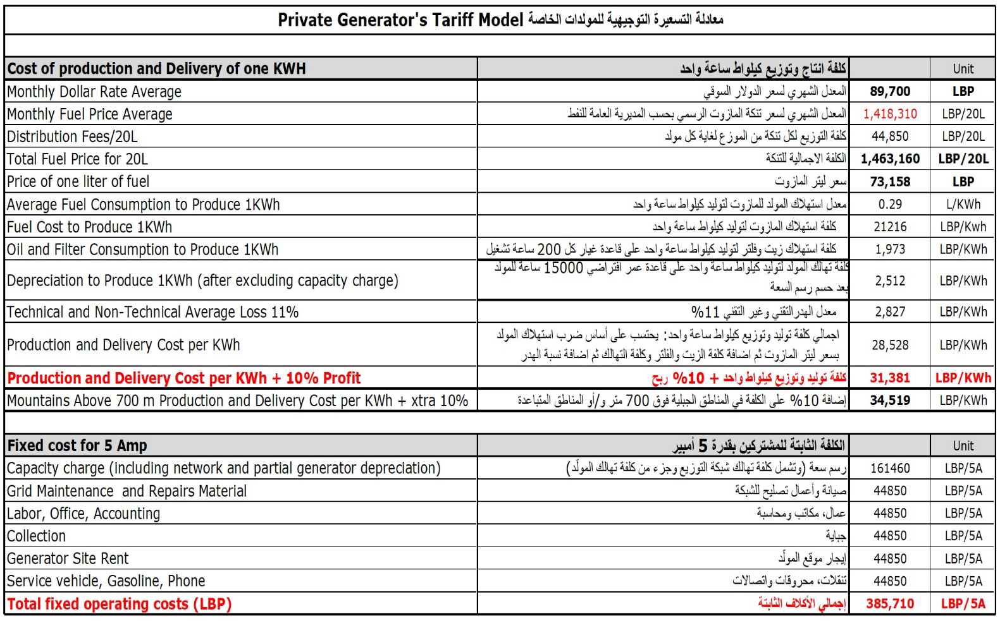 Private Generator's Tariff Model معادلة التسعيرة التوجيهية للمولدات الخاصة
Cost of production and Delivery of one KWH كلفة انتاج وتوزيع كيلواط ساعة واحد Unit
Monthly Dollar Rate Average المعدل الشهري لسعر الدولار السوقي 89,700 LBP
Monthly Fuel Price Average المعدل الشهري لسعر تنكة المازوت الرسمي بحسب المديرية العامة للنفط 1,418,310 LBP/20L
Distribution Fees/20L كلفة التوزيع لكل تنكة من الموزع لغاية كل مولد 44,850 LBP/20L
Total Fuel Price for 20L الكلفة الاجمالية للتنكة 1,463,160 LBP/20L
Price of one liter of fuel سعر ليتر المازوت 73,158 LBP
Average Fuel Consumption to Produce 1KWh معدل استهلاك المولد للمازوت لتوليد كيلواط ساعة واحد 0.29 L/KWh
Fuel Cost to Produce 1KWh كلفة استهلاك المازوت لتوليد كيلواط ساعة واحد 21216 LBP/Kwh
Oil and Filter Consumption to Produce 1KWh كلفة استهلاك زيت وفلتر لتوليد كيلواط ساعة واحد على قاعدة غيار كل 200 ساعة تشغيل 1,973 LBP/KWh
Depreciation to Produce 1KWh (after excluding capacity charge) كلفة تهالك المولد لتوليد كيلواط ساعة واحد على قاعدة عمر افتراضي 15000 ساعة للمولد
بعد حسم رسم السعة 2,512 LBP/KWh
Technical and Non-Technical Average Loss 11% معدل الهدرالتقني وغير التقني 11% 2,827 LBP/KWh
Production and Delivery Cost per KWh اجمالي كلفة توليد وتوزيع كيلواط ساعة واحد: يحتسب على أساس ضرب استهلاك المولد
بسعر ليتر المازوت ثم اضافة كلفة الزيت والفلتر وكلفة التهالك ثم اضافة نسبة الهدر 28,528 LBP/KWh
Production and Delivery Cost per KWh + 10% Profit كلفة توليد وتوزيع كيلواط واحد + 10% ربح 31,381 LBP/KWh
Mountains Above 700 m Production and Delivery Cost per KWh + xtra 10% إضافة 10% على الكلفة في المناطق الجبلية فوق 700 متر و/أو المناطق المتباعدة 34,519 LBP/KWh
Fixed cost for 5 Amp الكلفة الثابتة للمشتركين بقدرة 5 أمبير Unit
Capacity charge (including network and partial generator depreciation) رسم سعة (وتشمل كلفة تهالك شبكة التوزيع وجزء من كلفة تهالك المولّد) 161460 LBP/5A
Grid Maintenance and Repairs Material صيانة وأعمال تصليح للشبكة 44850 LBP/5A
Labor, Office, Accounting عمال، مكاتب ومحاسبة 44850 LBP/5A
Collection جباية 44850 LBP/5A
Generator Site Rent إيجار موقع المولّد 44850 LBP/5A
Service vehicle, Gasoline, Phone تنقلات، محروقات واتصالات 44850 LBP/5A
Total fixed operating costs (LBP) إجمالي الأكلاف الثابتة 385,710 LBP/5A